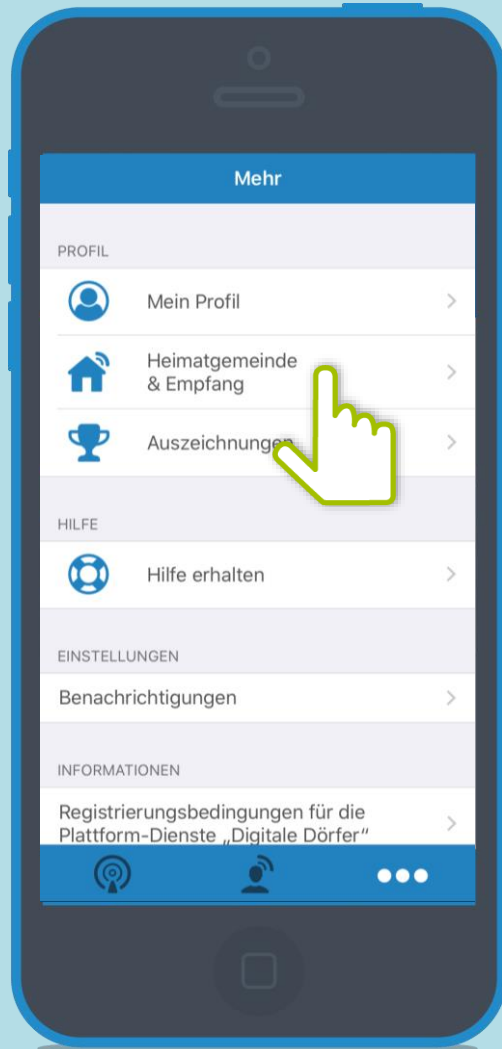 Mehr
PROFIL
Mein Profil
Heimatgemeinde
& Empfang
Auszeichnungen
HILFE
Hilfe erhalten
EINSTELLUNGEN
Benachrichtigungen
INFORMATIONEN
Registrierungsbedingungen für die
Plattform-Dienste „Digitale Dörfer“